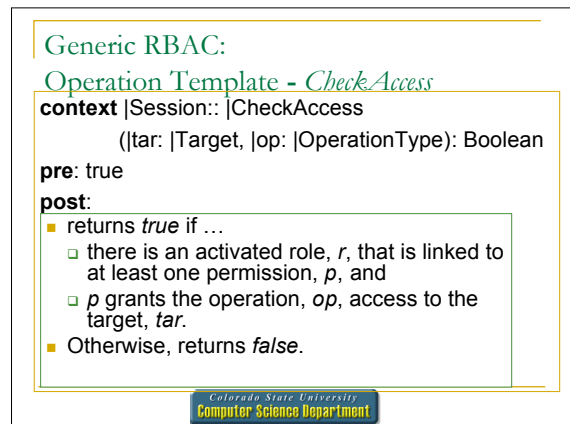 Generic RBAC:
Operation Template - CheckAccess
context |Session:: |CheckAccess
(|tar: |Target, |op: |OperationType): Boolean
pre: true
post:
returns true if …
there is an activated role, r, that is linked to
at least one permission, p, and
p grants the operation, op, access to the
target, tar.
Otherwise, returns false.
Colorado State University
Computer Science Department